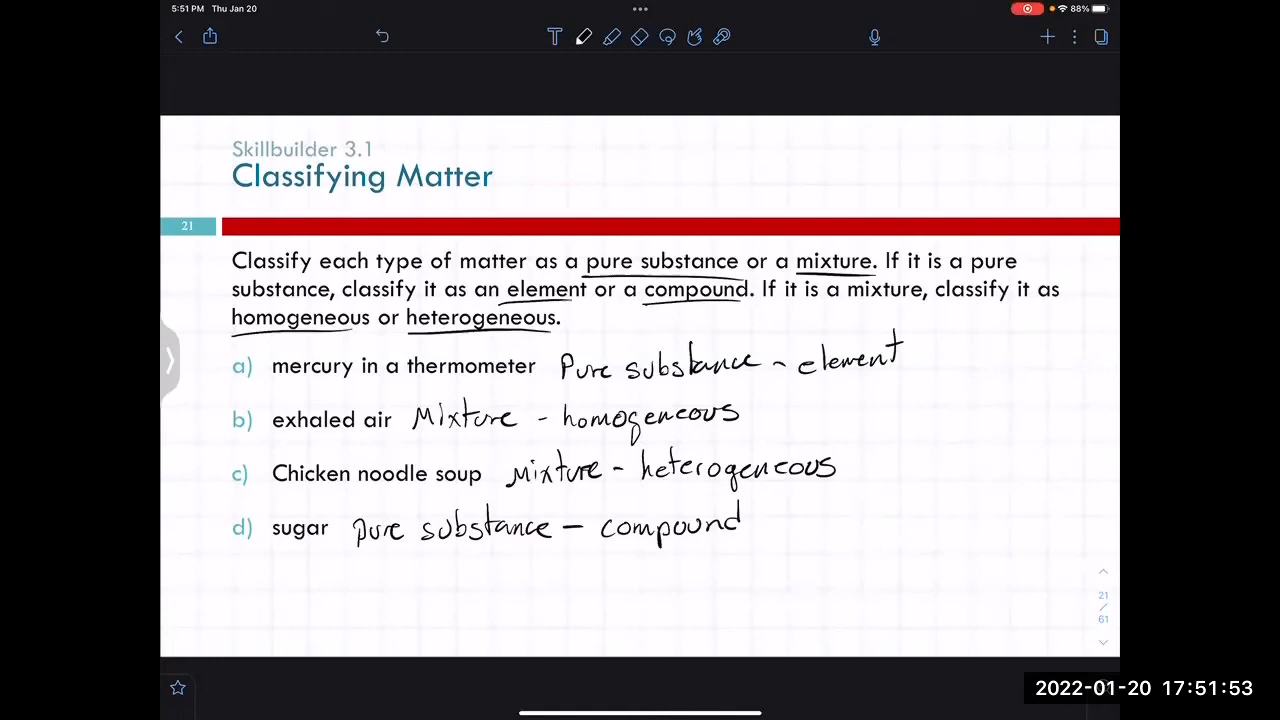 5:51 PM Thu Jan 20
88%
Skillbuilder 3.1
Classifying Matter
21
Classify each type of matter as a pure substance or a mixture. If it is a pure
substance, classify it as an element or a compound. If it is a mixture, classify it as
homogeneous or heterogeneous.
a) mercury in a thermometer Pure substance - element
b) exhaled air Mixture - homogeneous
c) Chicken noodle soup mixture - heterogeneous
d) sugar pure substance - compound
21
/
61
2022-01-20 17:51:53